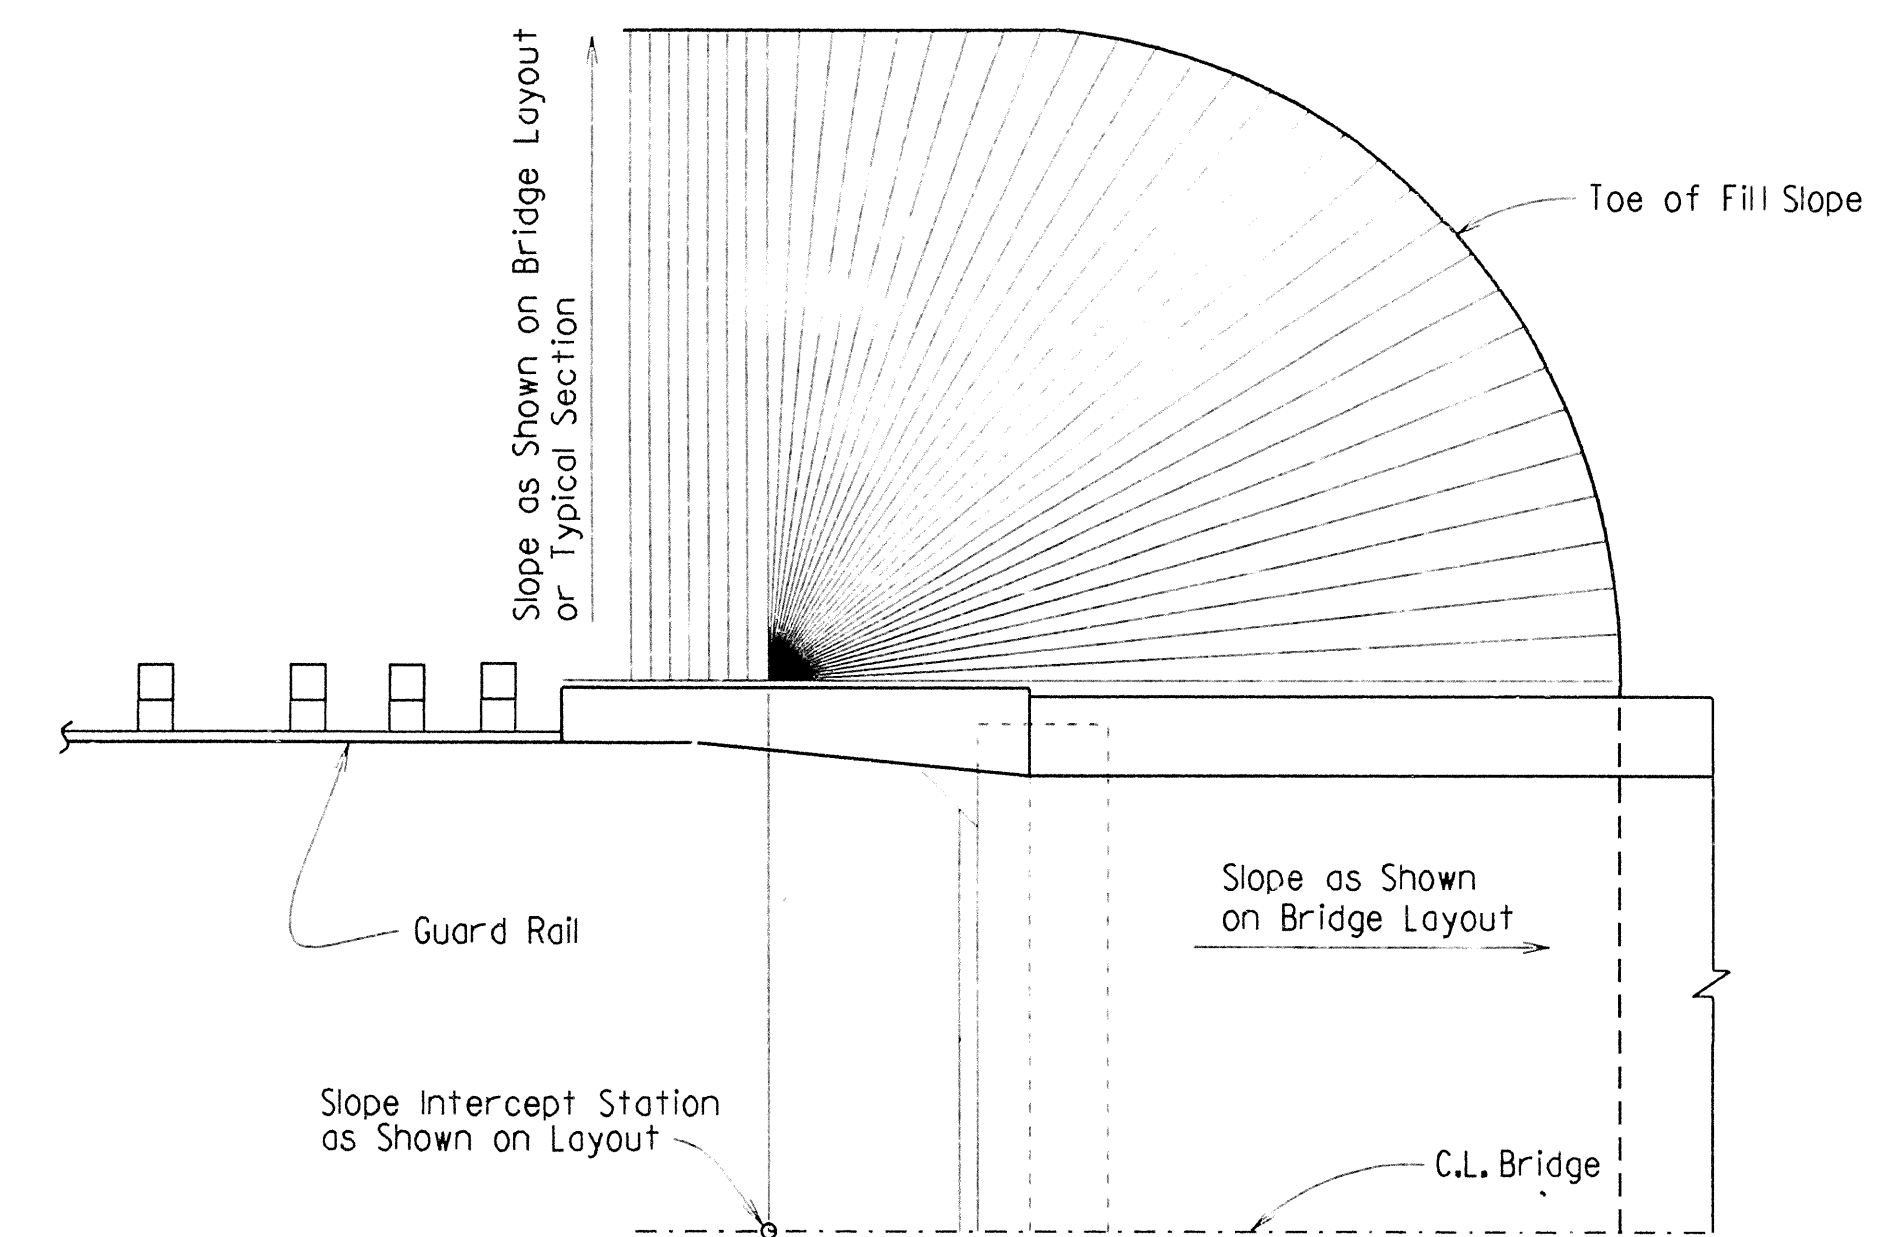 Slope as Shown on Bridge Layout
or Typical Section
Toe of Fill Slope
Guard Rail
Slope as Shown
on Bridge Layout
Slope Intercept Station
as Shown on Layout
C.L. Bridge